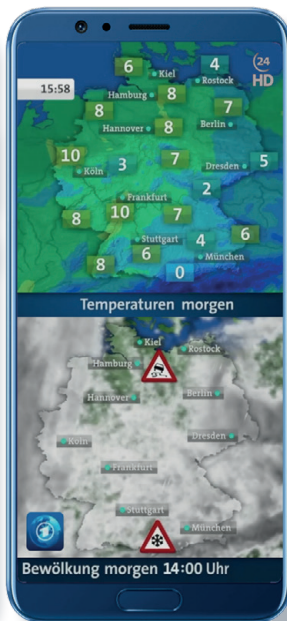 24
HD
15:58
6
Kiel
4
Rostock
Hamburg
8
8
7
Hannover
8
Berlin
10
3
7
5
Köln
Dresden
2
Frankfurt
10
8
7
Stuttgart
4
6
6
München
8
0
Temperaturen morgen
Kiel
Rostock
Hamburg
Hannover
Berlin
Köln
Dresden
Frankfurt
Stuttgart
München
1
Bewölkung morgen 14:00 Uhr